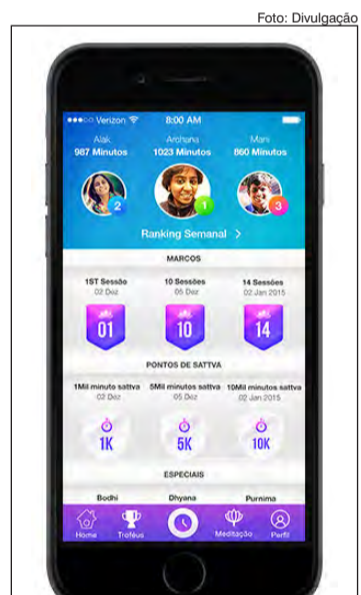 Foto: Divulgação
Verizon 8:00 AM
Alak Archana Mani
987 Minutos 1023 Minutos 860 Minutos
2 1 3
Ranking Semanal >
MARCOS
1ST Sessão 10 Sessões 14 Sessões
02 Dez 05 Dez 02 Jan 2015
01 10 14
PONTOS DE SATTVA
1Mil minuto sattva 5Mil minutos sattva 10Mil minutos sattva
02 Dez 05 Dez 02 Jan 2015
1K 5K 10K
ESPECIAIS
Bodhi Dhyana Purnima
Home Troféus Meditação Perfil